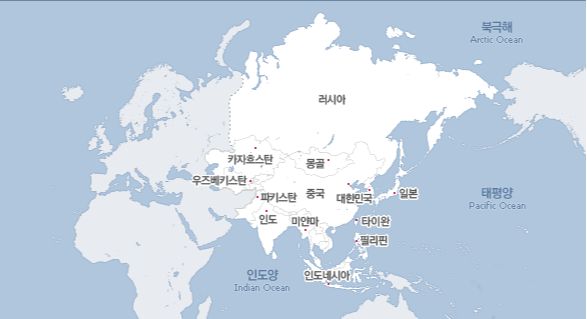 북극해
Arctic Ocean
러시아
카자흐스탄
몽골
우즈베키스탄
파키스탄
중국
대한민국
일본
태평양
Pacific Ocean
인도
미얀마
타이완
필리핀
인도양
Indian Ocean
인도네시아